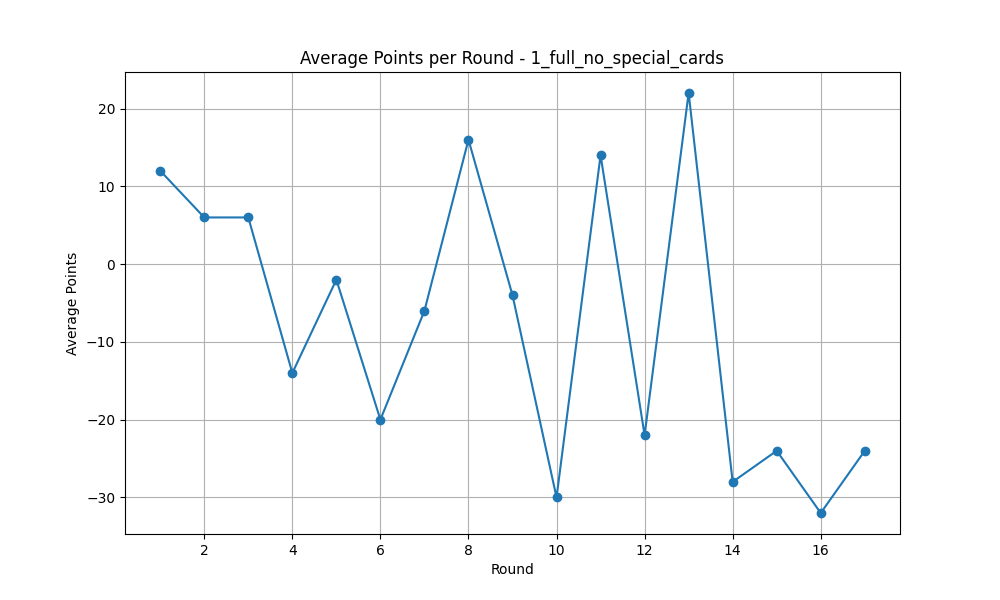 Average Points per Round - 1_full_no_special_cards
20
10
0
−10
−20
−30
Average Points
2 4 6 8 10 12 14 16
Round